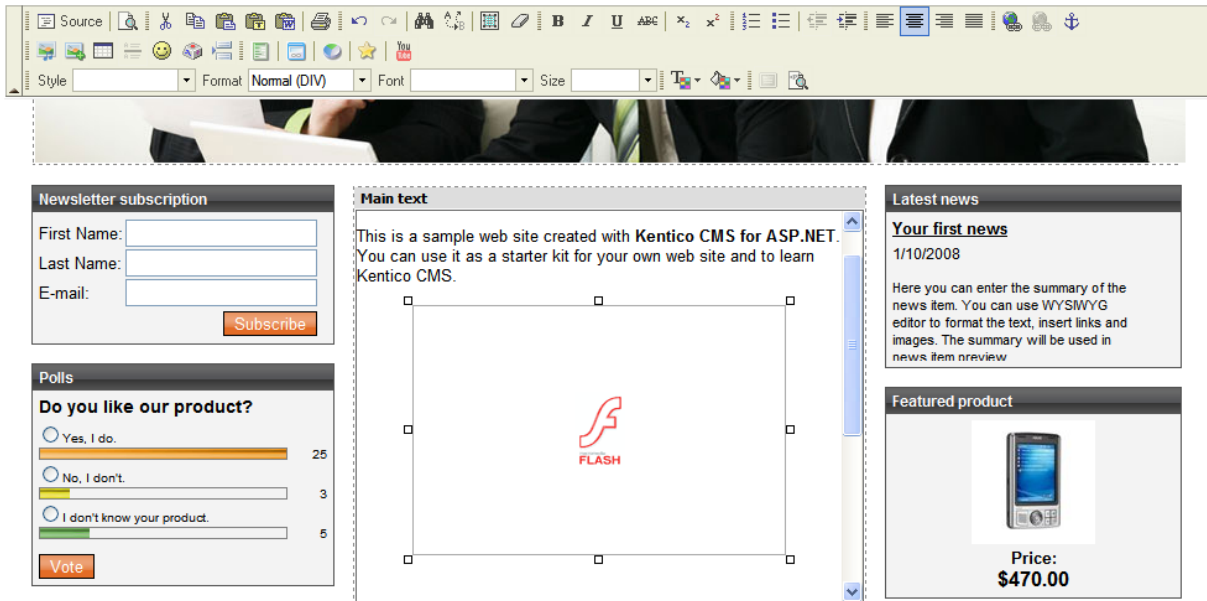 Source
B I U ABC x₂ x²
You Tube
Style Format Normal (DIV) Font Size
Newsletter subscription
First Name:
Last Name:
E-mail:
Subscribe
Polls
Do you like our product?
Yes, I do.
25
No, I don't.
3
I don't know your product.
5
Vote
Main text
This is a sample web site created with Kentico CMS for ASP.NET.
You can use it as a starter kit for your own web site and to learn
Kentico CMS.
FLASH
Latest news
Your first news
1/10/2008
Here you can enter the summary of the
news item. You can use WYSIWYG
editor to format the text, insert links and
images. The summary will be used in
news item preview
Featured product
Price:
$470.00